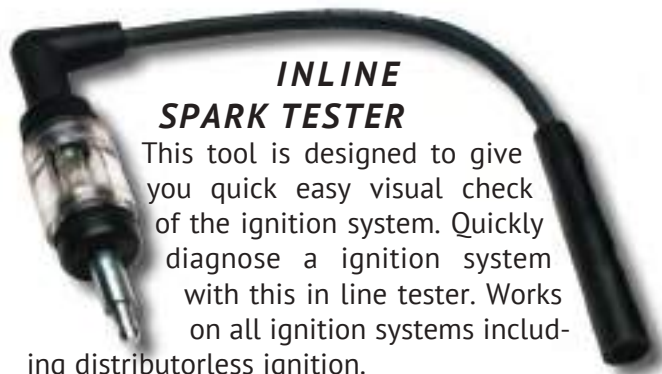 INLINE
SPARK TESTER
This tool is designed to give
you quick easy visual check
of the ignition system. Quickly
diagnose a ignition system
with this in line tester. Works
on all ignition systems includ-
ing distributorless ignition.